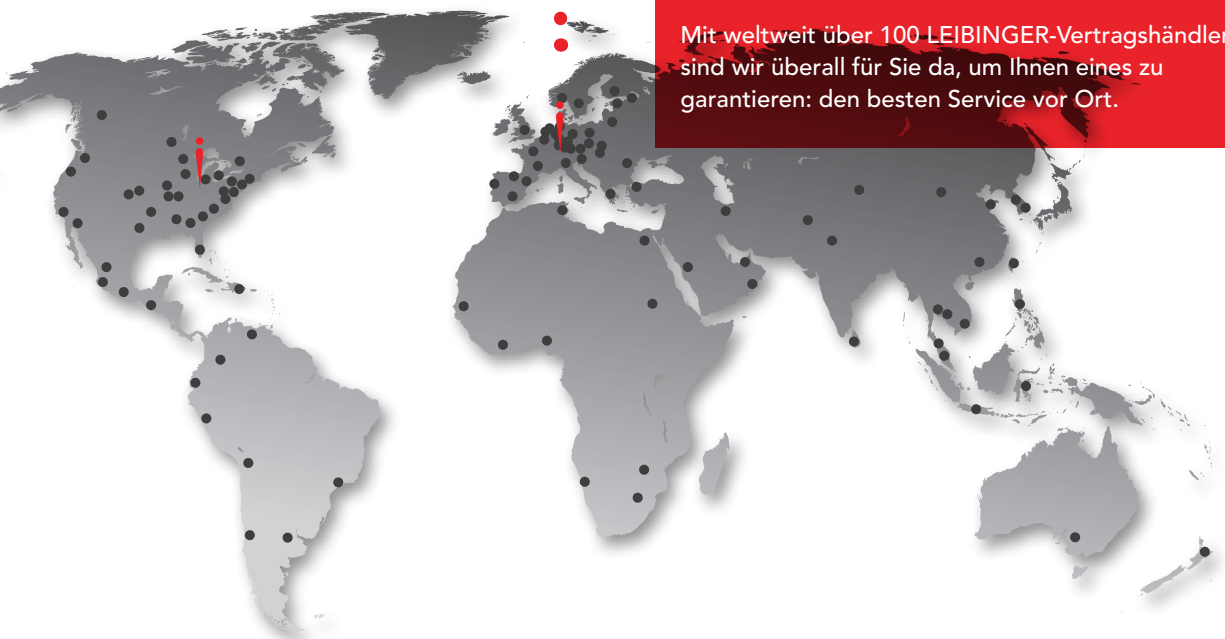 Mit weltweit über 100 LEIBINGER-Vertragshändler
sind wir überall für Sie da, um Ihnen eines zu
garantieren: den besten Service vor Ort.